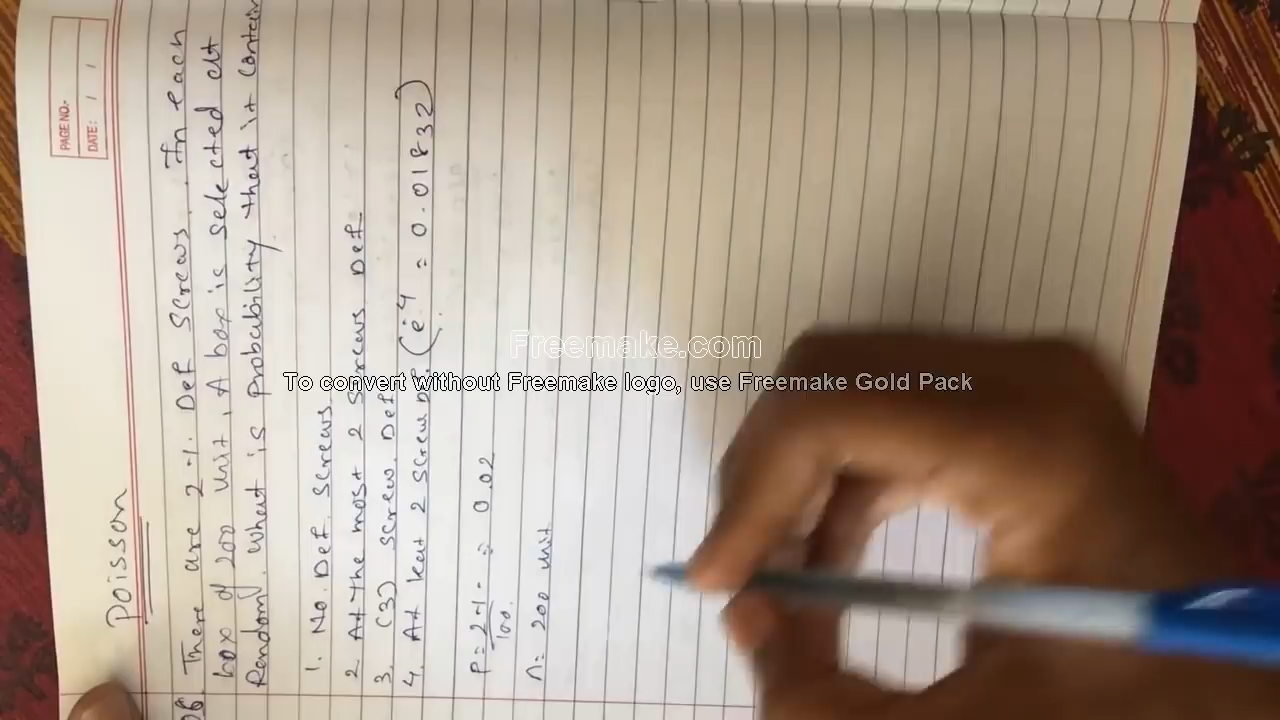 PAGE NO.:
DATE: / /
Poisson
06. There are 2 %. Def screws. In each
box of 200 unit, A box is selected at
Random, what is probability that it contain
1. No. Def. screws
2. At the most 2 screws Def
3. (3) screw. Def
4. At least 2 screw Def. (e^-4 = 0.01832)
P = 2%/100 = 0.02
n = 200 unit
Freemake.com
To convert without Freemake logo, use Freemake Gold Pack